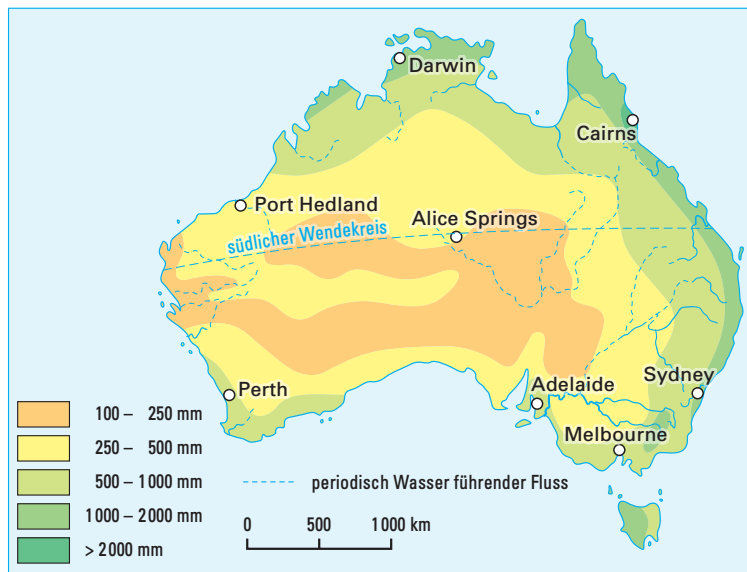 Darwin
Cairns
Port Hedland
Alice Springs
südlicher Wendekreis
Perth
Adelaide
Sydney
Melbourne
100 – 250 mm
250 – 500 mm
500 – 1000 mm
1000 – 2000 mm
> 2000 mm
periodisch Wasser führender Fluss
0 500 1000 km